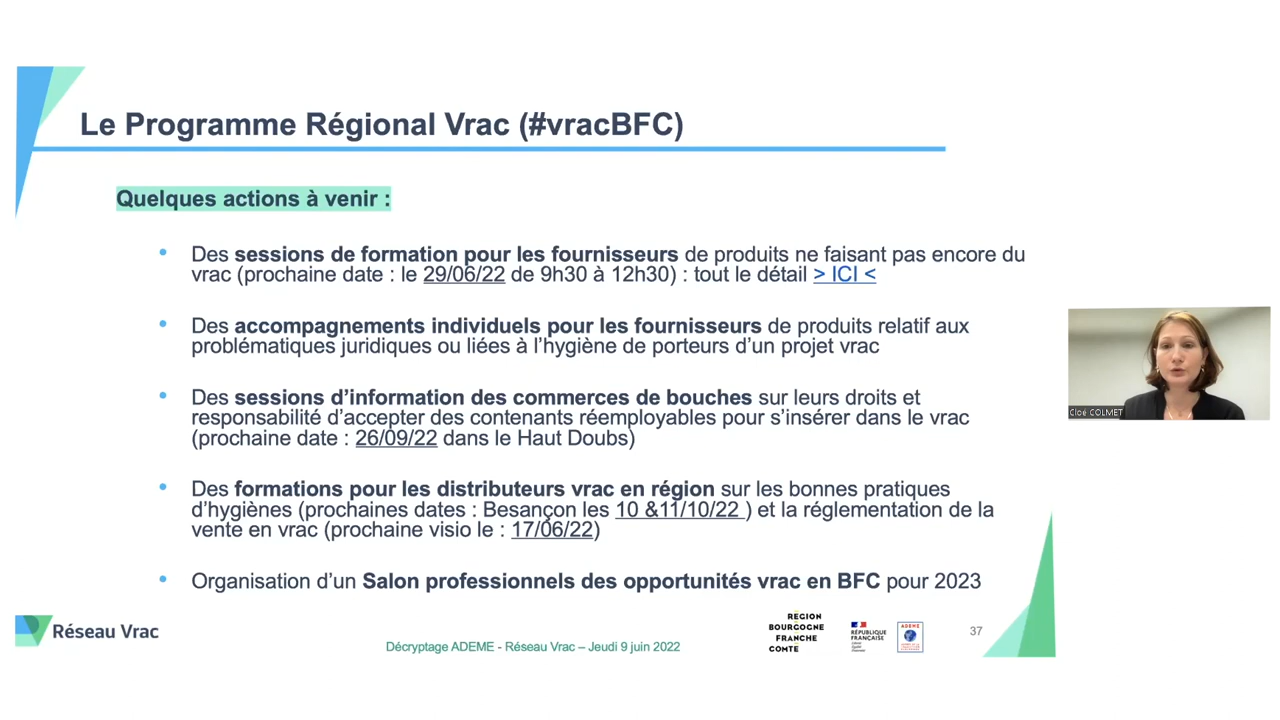 Le Programme Régional Vrac (#vracBFC)
Quelques actions à venir :
• Des sessions de formation pour les fournisseurs de produits ne faisant pas encore du
vrac (prochaine date : le 29/06/22 de 9h30 à 12h30) : tout le détail > ICI <
• Des accompagnements individuels pour les fournisseurs de produits relatif aux
problématiques juridiques ou liées à l’hygiène de porteurs d’un projet vrac
• Des sessions d’information des commerces de bouches sur leurs droits et
responsabilité d’accepter des contenants réemployables pour s’insérer dans le vrac
(prochaine date : 26/09/22 dans le Haut Doubs)
• Des formations pour les distributeurs vrac en région sur les bonnes pratiques
d’hygiènes (prochaines dates : Besançon les 10 &11/10/22 ) et la réglementation de la
vente en vrac (prochaine visio le : 17/06/22)
• Organisation d’un Salon professionnels des opportunités vrac en BFC pour 2023
Cloé COLMET
Réseau Vrac
Décryptage ADEME - Réseau Vrac – Jeudi 9 juin 2022
RÉGION
BOURGOGNE
FRANCHE
COMTE
RÉPUBLIQUE
FRANÇAISE
ADEME
37